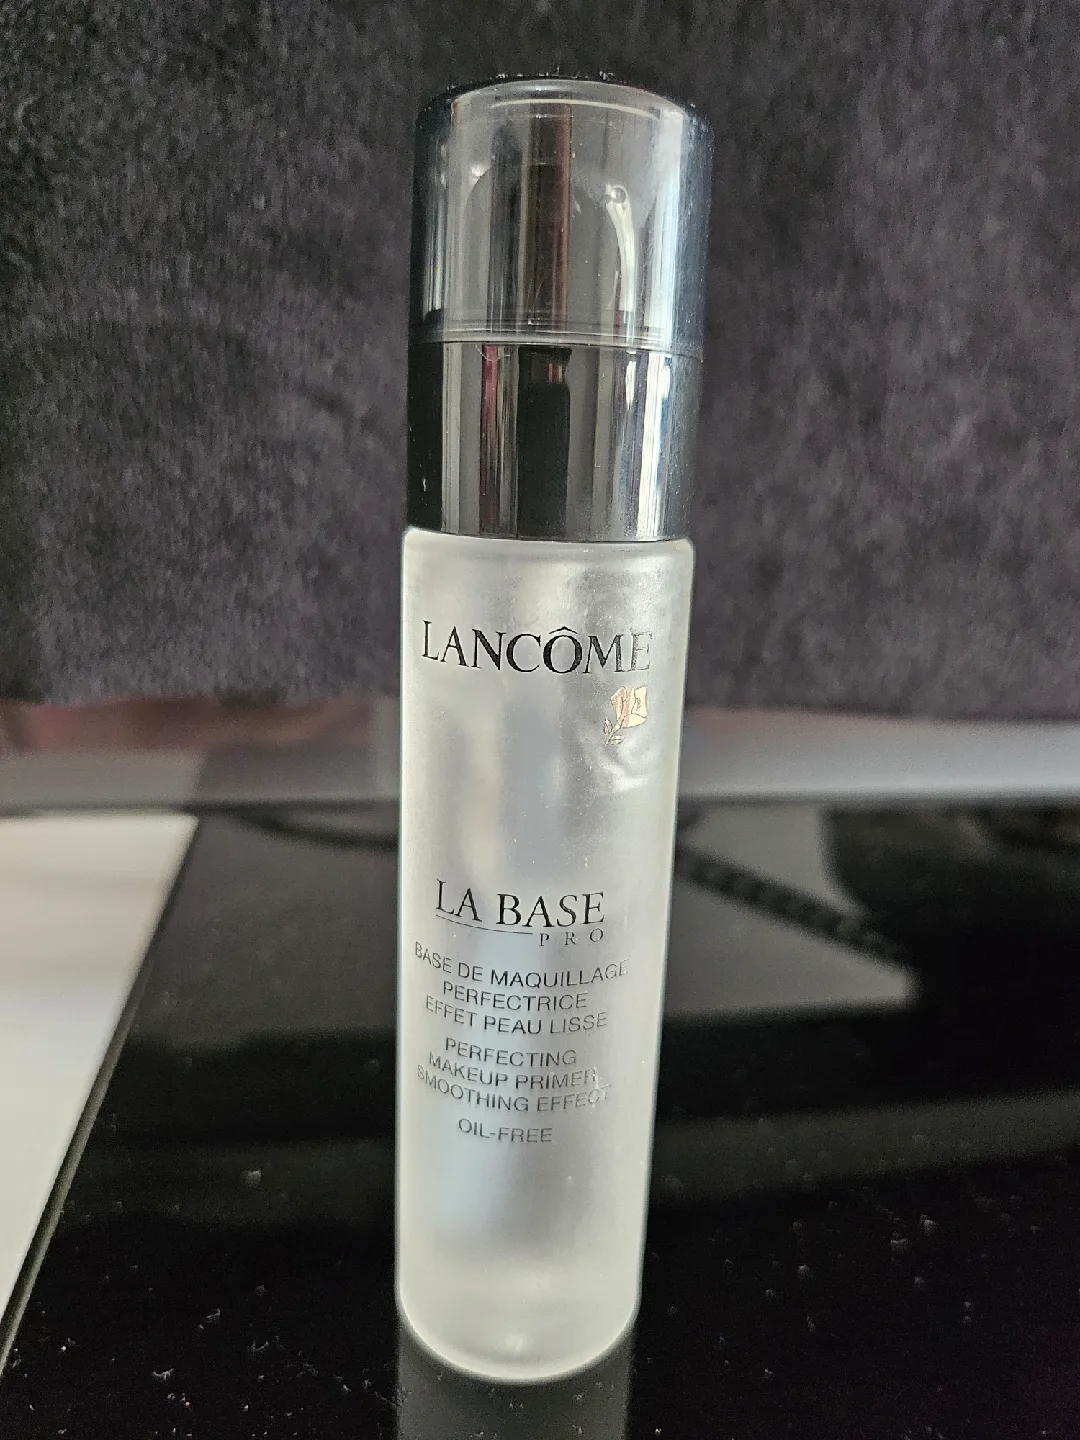 LANCÔME
LA BASE
PRO
BASE DE MAQUILLAGE
PERFECTRICE
EFFET PEAU LISSE
PERFECTING
MAKEUP PRIMER
SMOOTHING EFFECT
OIL-FREE